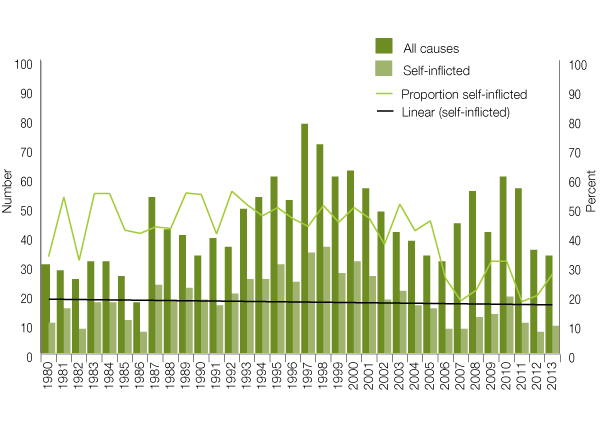 All causes
Self-inflicted
Proportion self-inflicted
Linear (self-inflicted)
Number
Percent
100 100
90 90
80 80
70 70
60 60
50 50
40 40
30 30
20 20
10 10
0 0
1980 1981 1982 1983 1984 1985 1986 1987 1988 1989 1990 1991 1992 1993 1994 1995 1996 1997 1998 1999 2000 2001 2002 2003 2004 2005 2006 2007 2008 2009 2010 2011 2012 2013